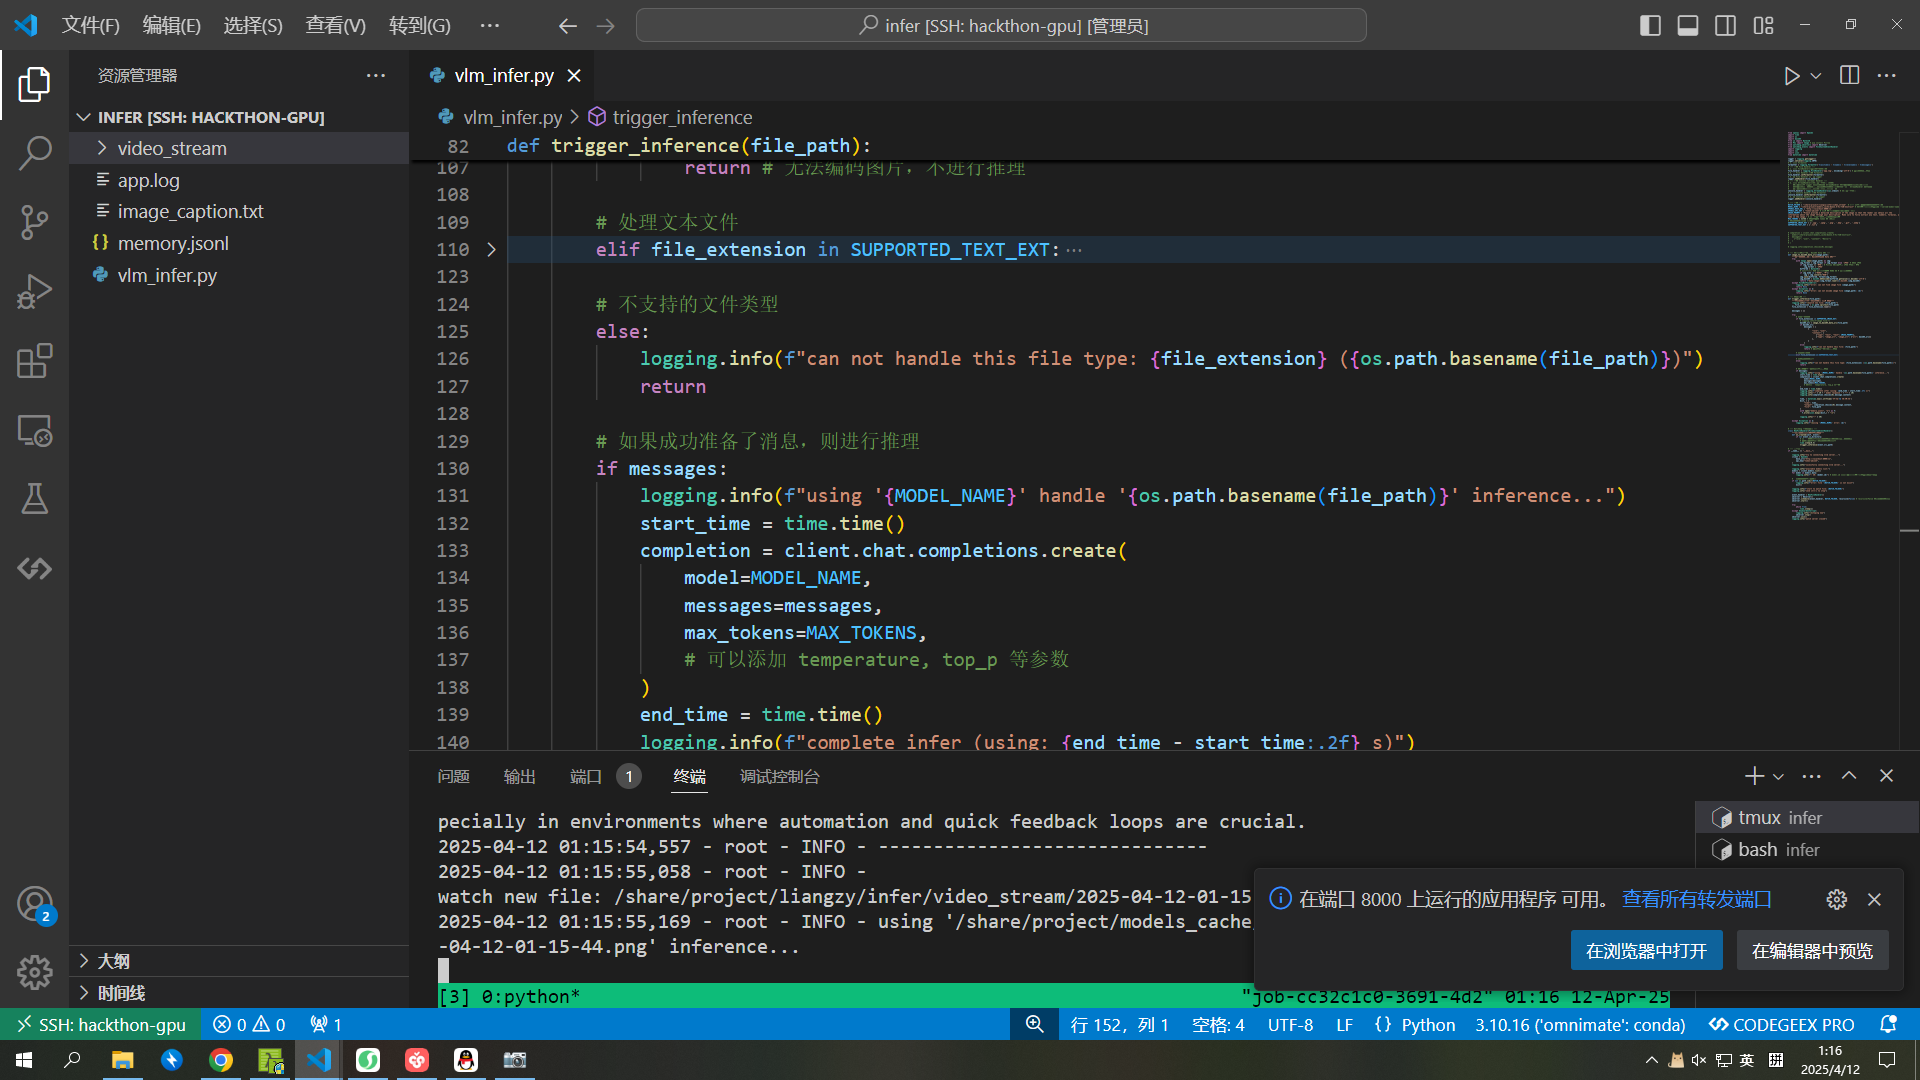 文件(F) 编辑(E) 选择(S) 查看(V) 转到(G) ··· infer [SSH: hackthon-gpu] [管理员]
资源管理器 ···
INFER [SSH: HACKTHON-GPU]
video_stream
app.log
image_caption.txt
memory.jsonl
vlm_infer.py
大纲
时间线
vlm_infer.py
vlm_infer.py > trigger_inference
82 def trigger_inference(file_path):
107 return # 无法编码图片，不进行推理
108
109 # 处理文本文件
110 elif file_extension in SUPPORTED_TEXT_EXT:···
123
124 # 不支持的文件类型
125 else:
126 logging.info(f"can not handle this file type: {file_extension} ({os.path.basename(file_path)})")
127 return
128
129 # 如果成功准备了消息，则进行推理
130 if messages:
131 logging.info(f"using '{MODEL_NAME}' handle '{os.path.basename(file_path)}' inference...")
132 start_time = time.time()
133 completion = client.chat.completions.create(
134 model=MODEL_NAME,
135 messages=messages,
136 max_tokens=MAX_TOKENS,
137 # 可以添加 temperature, top_p 等参数
138 )
139 end_time = time.time()
140 logging.info(f"complete infer (using: {end_time - start_time:.2f} s)")
问题 输出 端口 1 终端 调试控制台
pecially in environments where automation and quick feedback loops are crucial.
2025-04-12 01:15:54,557 - root - INFO - ------------------------------
2025-04-12 01:15:55,058 - root - INFO -
watch new file: /share/project/liangzy/infer/video_stream/2025-04-12-01-15
2025-04-12 01:15:55,169 - root - INFO - using '/share/project/models_cache
-04-12-01-15-44.png' inference...
[3] 0:python* "job-cc32c1c0-3691-4d2" 01:16 12-Apr-25
tmux infer
bash infer
在端口 8000 上运行的应用程序 可用。 查看所有转发端口
在浏览器中打开 在编辑器中预览
2
SSH: hackthon-gpu 0 0 1 行 152，列 1 空格: 4 UTF-8 LF {} Python 3.10.16 ('omnimate': conda) CODEGEEX PRO
英 拼 1:16
2025/4/12